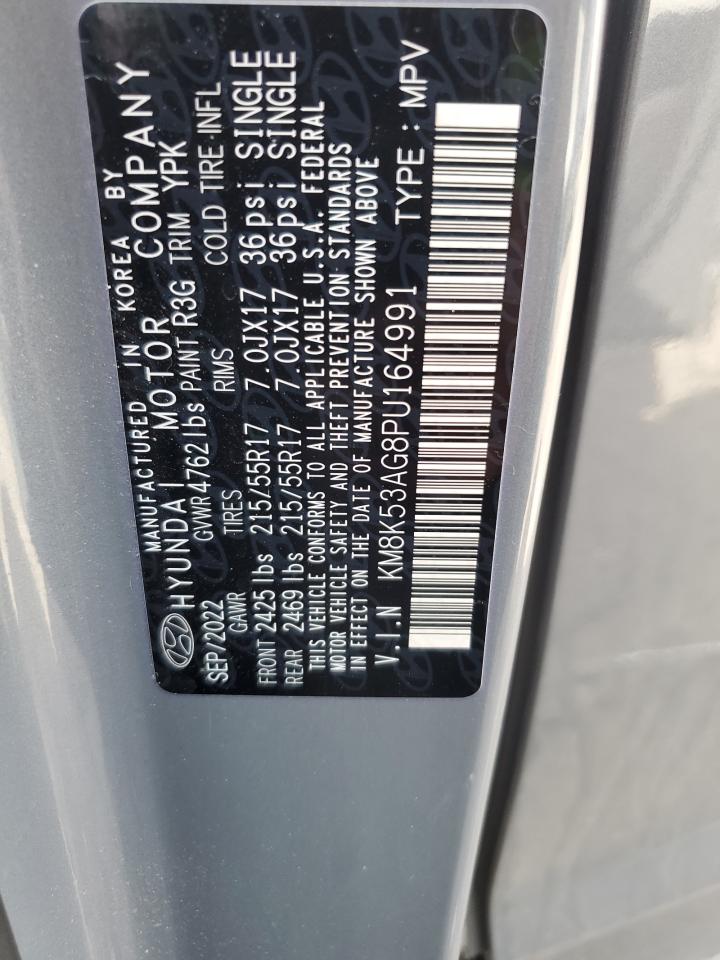 MANUFACTURED IN KOREA BY
HYUNDAI MOTOR COMPANY
SEP/2022 GVWR 4762 lbs PAINT R3G TRIM YPK
GAWR TIRES RIMS COLD TIRE-INFL
FRONT 2425 lbs 215/55R17 7.0JX17 36psi SINGLE
REAR 2469 lbs 215/55R17 7.0JX17 36psi SINGLE
THIS VEHICLE CONFORMS TO ALL APPLICABLE U.S.A. FEDERAL
MOTOR VEHICLE SAFETY AND THEFT PREVENTION STANDARDS
IN EFFECT ON THE DATE OF MANUFACTURE SHOWN ABOVE
V.I.N KM8K53AG8PU164991 TYPE : MPV